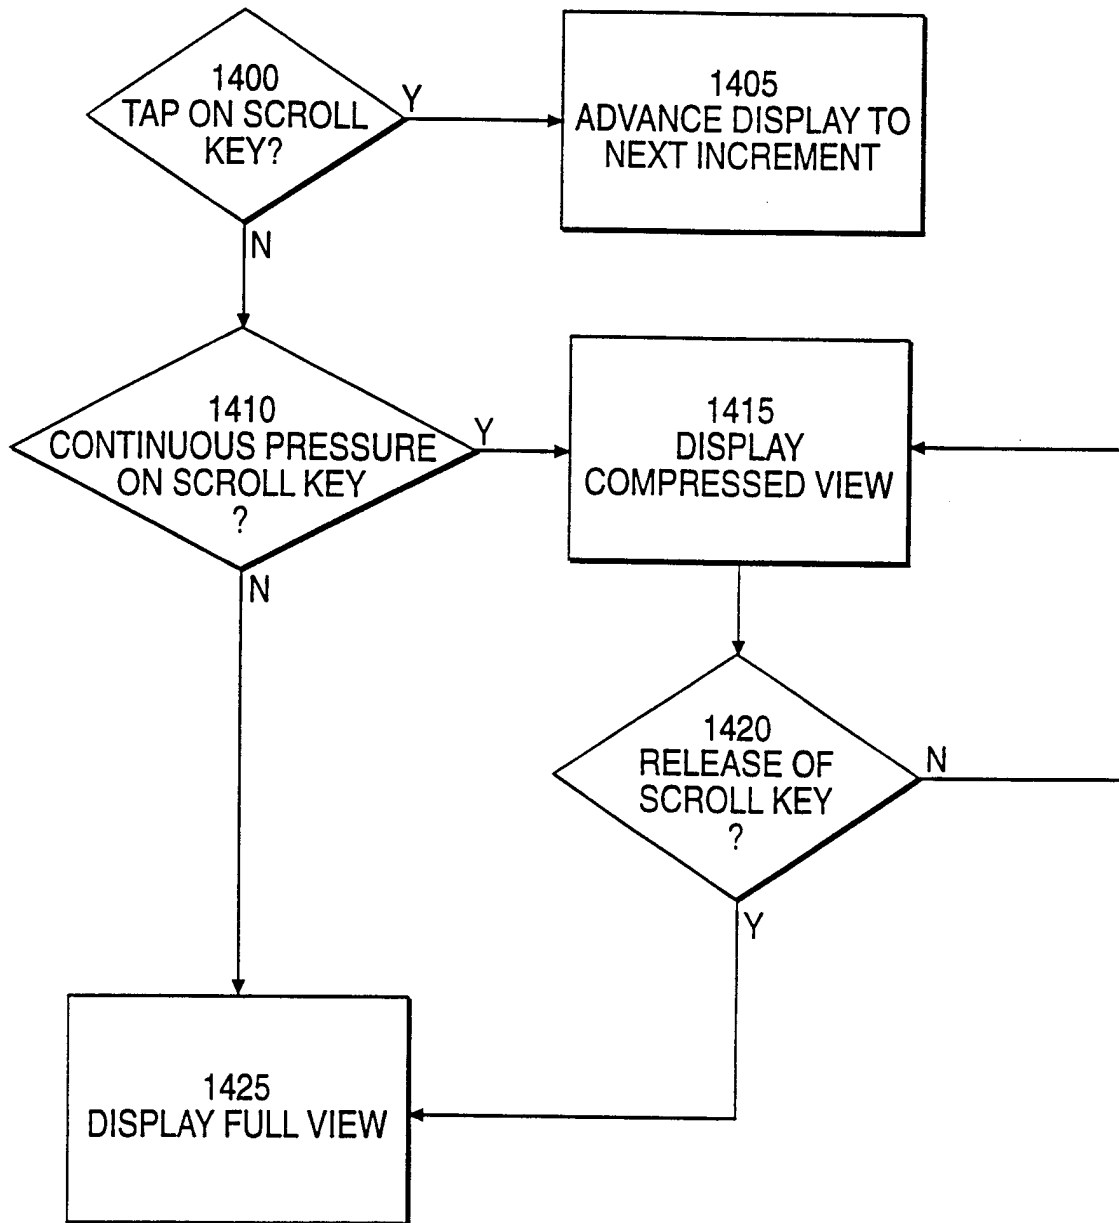 1400
TAP ON SCROLL
KEY?
Y
1405
ADVANCE DISPLAY TO
NEXT INCREMENT
N
1410
CONTINUOUS PRESSURE
ON SCROLL KEY
?
Y
1415
DISPLAY
COMPRESSED VIEW
N
1420
RELEASE OF
SCROLL KEY
?
N
Y
1425
DISPLAY FULL VIEW